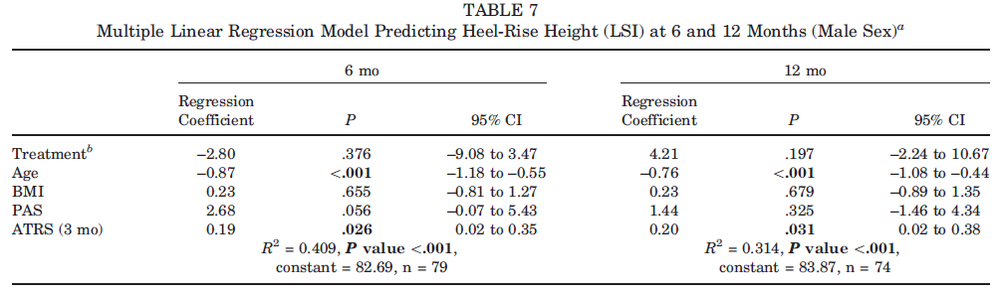 TABLE 7
Multiple Linear Regression Model Predicting Heel-Rise Height (LSI) at 6 and 12 Months (Male Sex)a
6 mo 12 mo
Regression Coefficient P 95% CI Regression Coefficient P 95% CI
Treatmentb –2.80 .376 –9.08 to 3.47 4.21 .197 –2.24 to 10.67
Age –0.87 <.001 –1.18 to –0.55 –0.76 <.001 –1.08 to –0.44
BMI 0.23 .655 –0.81 to 1.27 0.23 .679 –0.89 to 1.35
PAS 2.68 .056 –0.07 to 5.43 1.44 .325 –1.46 to 4.34
ATRS (3 mo) 0.19 .026 0.02 to 0.35 0.20 .031 0.02 to 0.38
R2 = 0.409, P value <.001, R2 = 0.314, P value <.001,
constant = 82.69, n = 79 constant = 83.87, n = 74